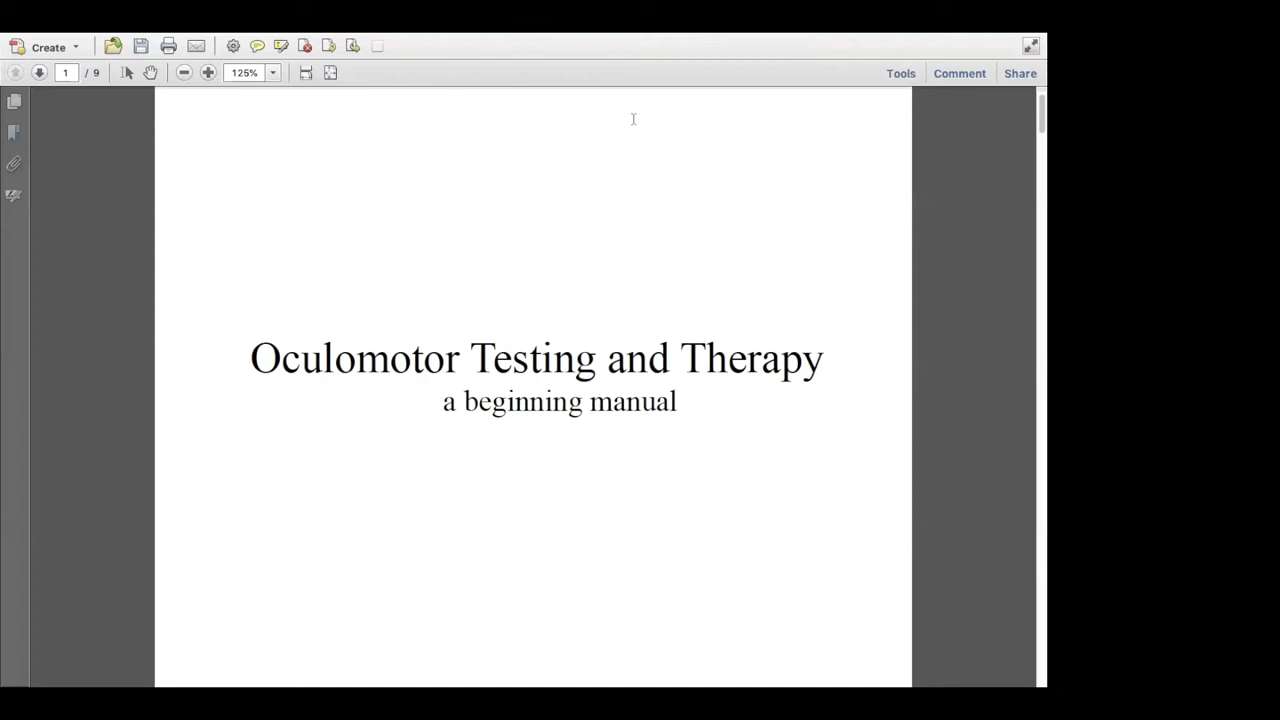 Create
1 / 9
125%
Tools
Comment
Share
Oculomotor Testing and Therapy
a beginning manual